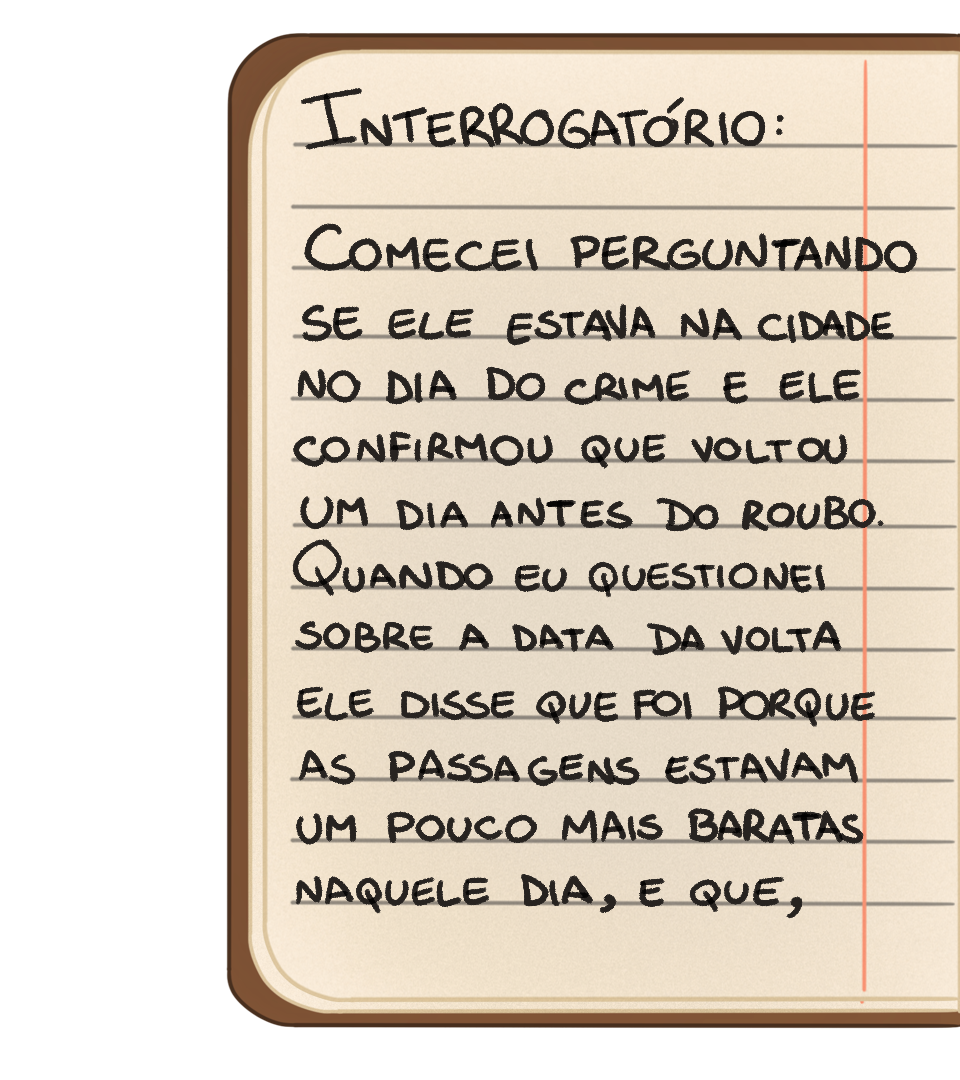 INTERROGATÓRIO:
COMECEI PERGUNTANDO
SE ELE ESTAVA NA CIDADE
NO DIA DO CRIME E ELE
CONFIRMOU QUE VOLTOU
UM DIA ANTES DO ROUBO.
QUANDO EU QUESTIONEI
SOBRE A DATA DA VOLTA
ELE DISSE QUE FOI PORQUE
AS PASSAGENS ESTAVAM
UM POUCO MAIS BARATAS
NAQUELE DIA, E QUE,